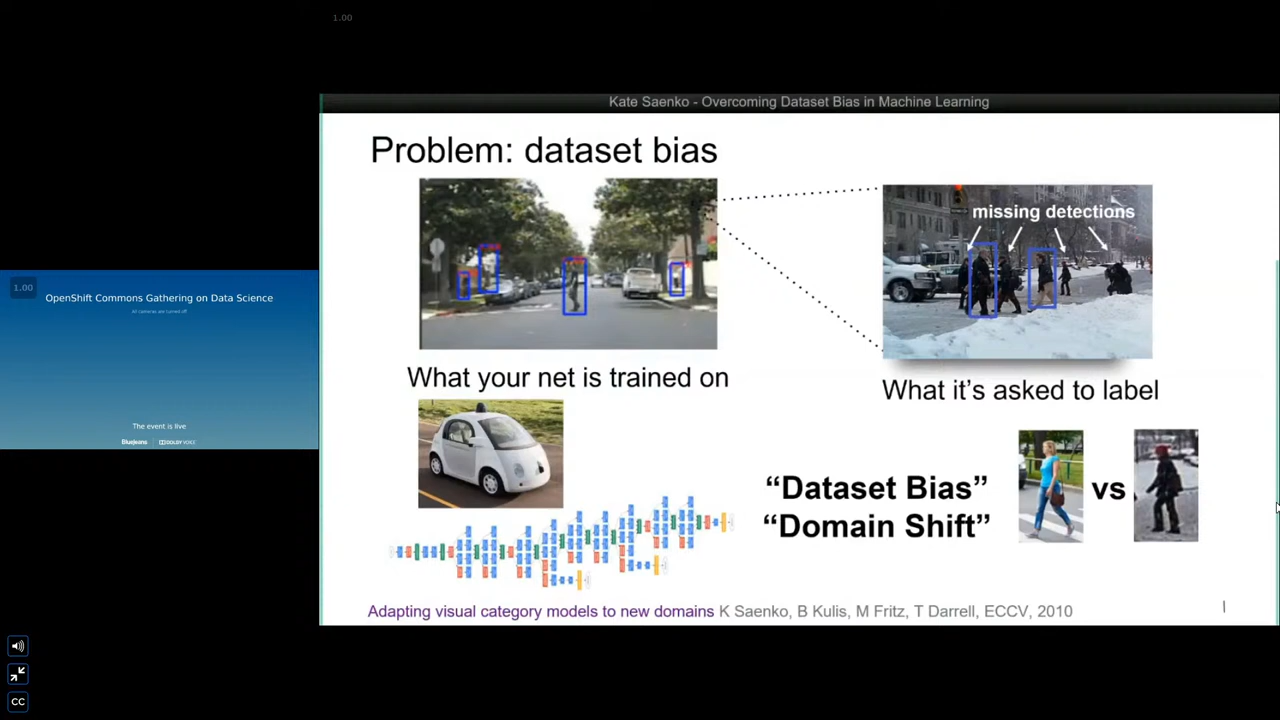 1.00
Kate Saenko - Overcoming Dataset Bias in Machine Learning
Problem: dataset bias
missing detections
What your net is trained on
What it's asked to label
“Dataset Bias”
“Domain Shift”
vs
Adapting visual category models to new domains K Saenko, B Kulis, M Fritz, T Darrell, ECCV, 2010
1.00
OpenShift Commons Gathering on Data Science
All cameras are turned off
The event is live
BlueJeans DOLBY VOICE
CC